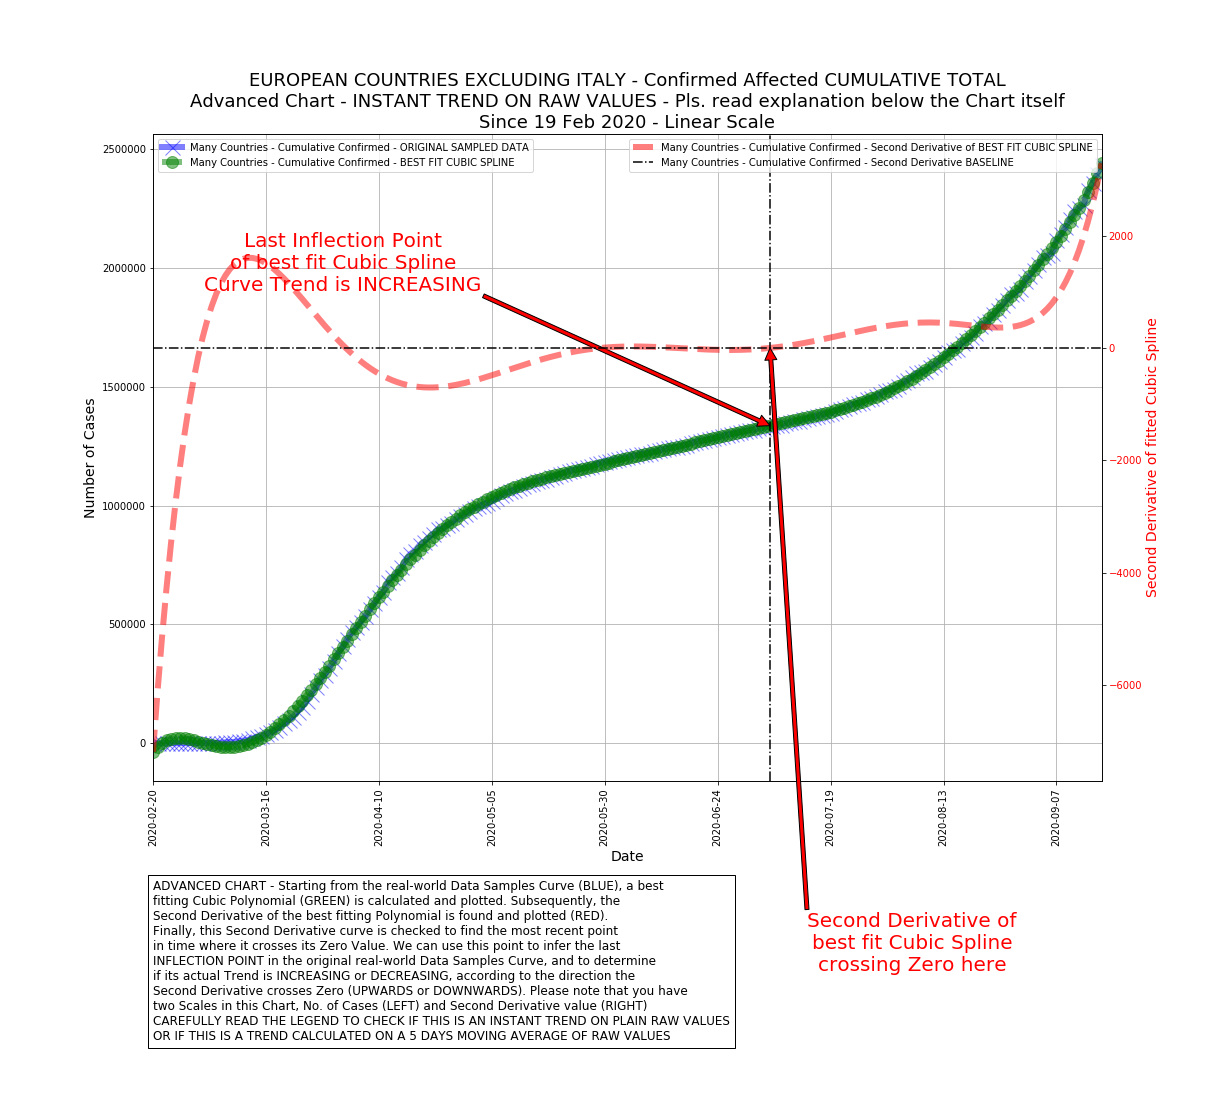 EUROPEAN COUNTRIES EXCLUDING ITALY - Confirmed Affected CUMULATIVE TOTAL
Advanced Chart - INSTANT TREND ON RAW VALUES - Pls. read explanation below the Chart itself
Since 19 Feb 2020 - Linear Scale
Many Countries - Cumulative Confirmed - ORIGINAL SAMPLED DATA
Many Countries - Cumulative Confirmed - BEST FIT CUBIC SPLINE
Many Countries - Cumulative Confirmed - Second Derivative of BEST FIT CUBIC SPLINE
Many Countries - Cumulative Confirmed - Second Derivative BASELINE
Last Inflection Point
of best fit Cubic Spline
Curve Trend is INCREASING
Number of Cases
2500000
2000000
1500000
1000000
500000
0
2000
0
−2000
−4000
−6000
Second Derivative of fitted Cubic Spline
2020-02-20
2020-03-16
2020-04-10
2020-05-05
2020-05-30
2020-06-24
2020-07-19
2020-08-13
2020-09-07
Date
Second Derivative of
best fit Cubic Spline
crossing Zero here
ADVANCED CHART - Starting from the real-world Data Samples Curve (BLUE), a best
fitting Cubic Polynomial (GREEN) is calculated and plotted. Subsequently, the
Second Derivative of the best fitting Polynomial is found and plotted (RED).
Finally, this Second Derivative curve is checked to find the most recent point
in time where it crosses its Zero Value. We can use this point to infer the last
INFLECTION POINT in the original real-world Data Samples Curve, and to determine
if its actual Trend is INCREASING or DECREASING, according to the direction the
Second Derivative crosses Zero (UPWARDS or DOWNWARDS). Please note that you have
two Scales in this Chart, No. of Cases (LEFT) and Second Derivative value (RIGHT)
CAREFULLY READ THE LEGEND TO CHECK IF THIS IS AN INSTANT TREND ON PLAIN RAW VALUES
OR IF THIS IS A TREND CALCULATED ON A 5 DAYS MOVING AVERAGE OF RAW VALUES